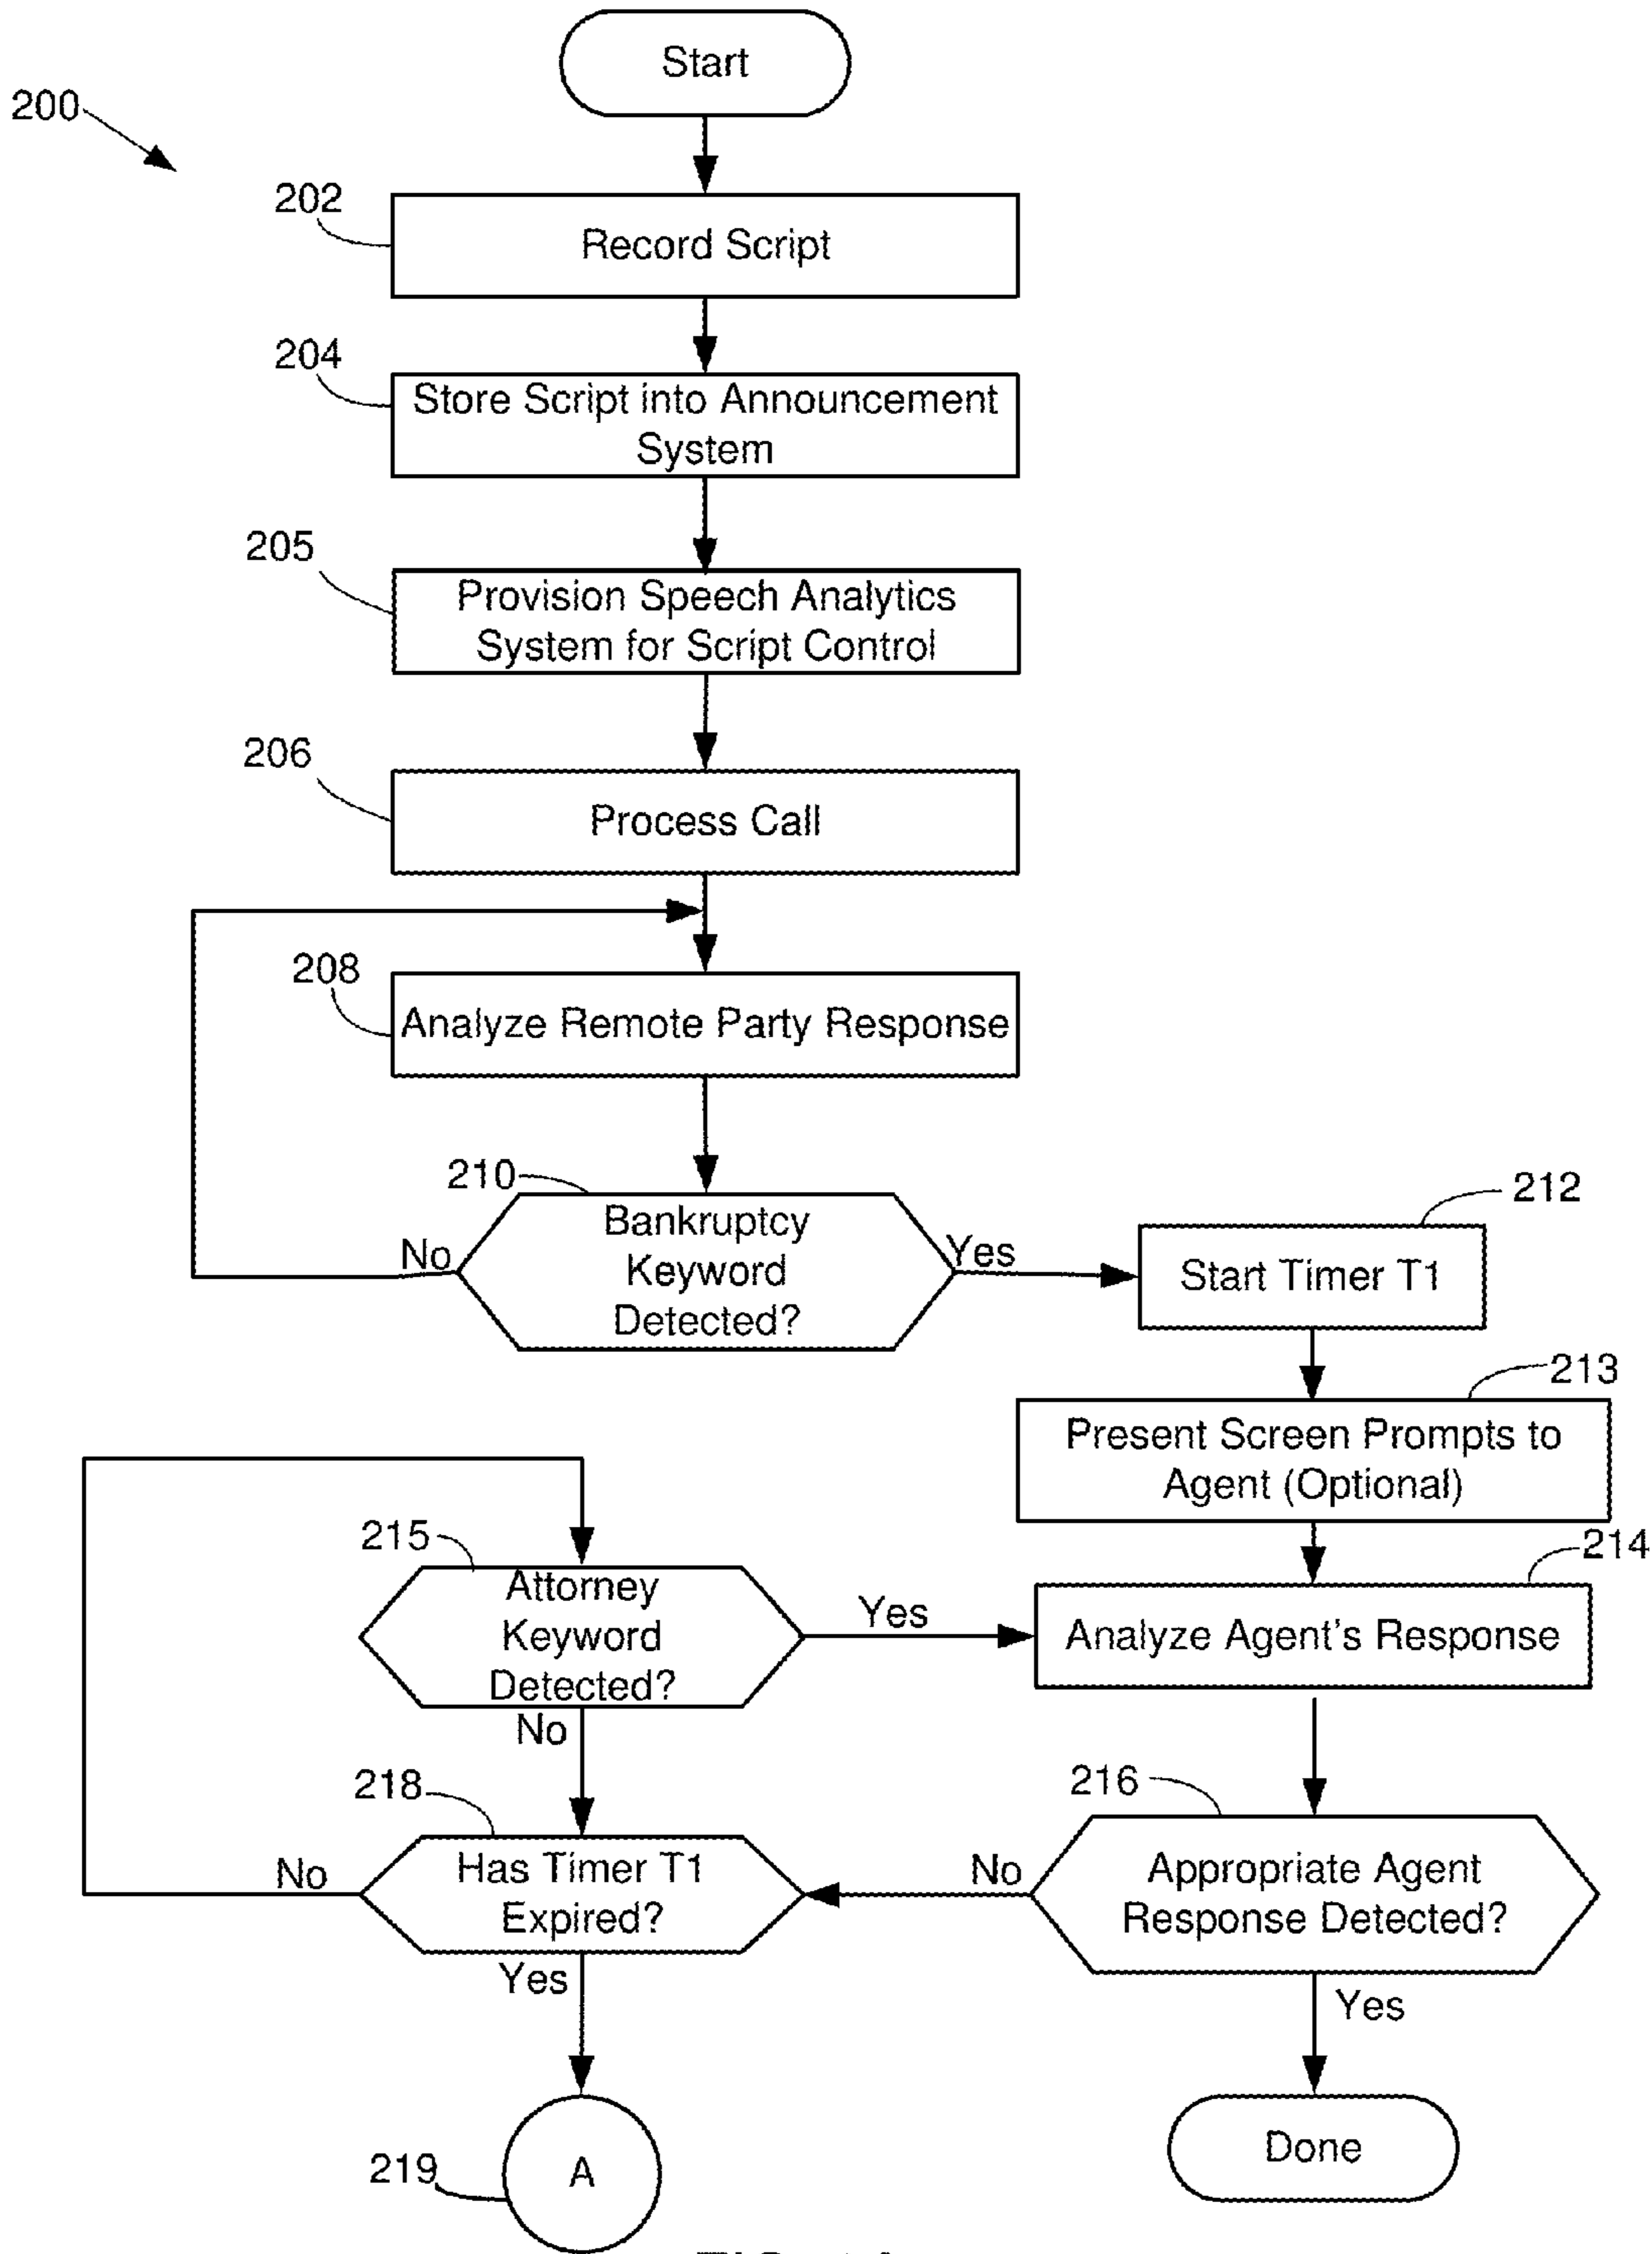 Start
200
202
Record Script
204
Store Script into Announcement
System
205
Provision Speech Analytics
System for Script Control
206
Process Call
208
Analyze Remote Party Response
210
Bankruptcy
Keyword
Detected?
No
Yes
212
Start Timer T1
213
Present Screen Prompts to
Agent (Optional)
215
Attorney
Keyword
Detected?
Yes
No
214
Analyze Agent's Response
218
Has Timer T1
Expired?
No
Yes
216
Appropriate Agent
Response Detected?
No
Yes
219
A
Done